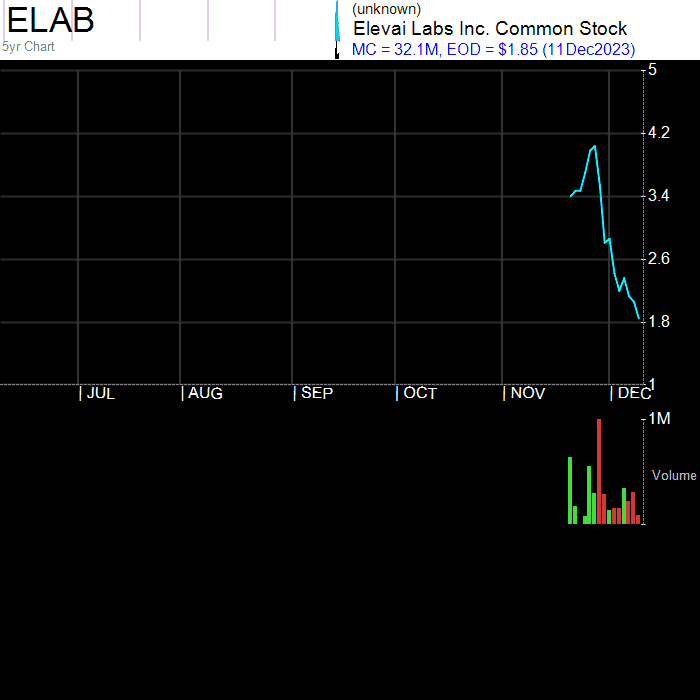 ELAB
(unknown)
Elevai Labs Inc. Common Stock
5yr Chart
MC = 32.1M, EOD = $1.85 (11Dec2023)
5
4.2
3.4
2.6
1.8
1
| JUL | AUG | SEP | OCT | NOV | DEC
1M
Volume